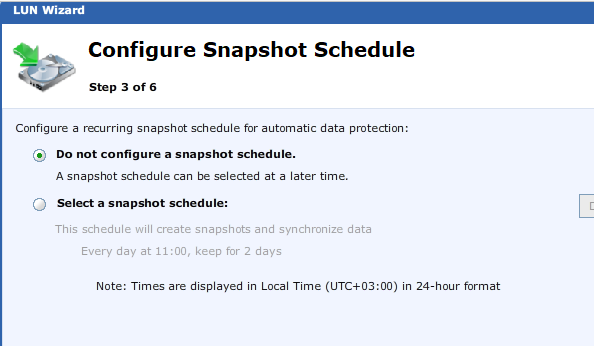 LUN Wizard
Configure Snapshot Schedule
Step 3 of 6
Configure a recurring snapshot schedule for automatic data protection:
Do not configure a snapshot schedule.
A snapshot schedule can be selected at a later time.
Select a snapshot schedule:
This schedule will create snapshots and synchronize data
Every day at 11:00, keep for 2 days
Note: Times are displayed in Local Time (UTC+03:00) in 24-hour format